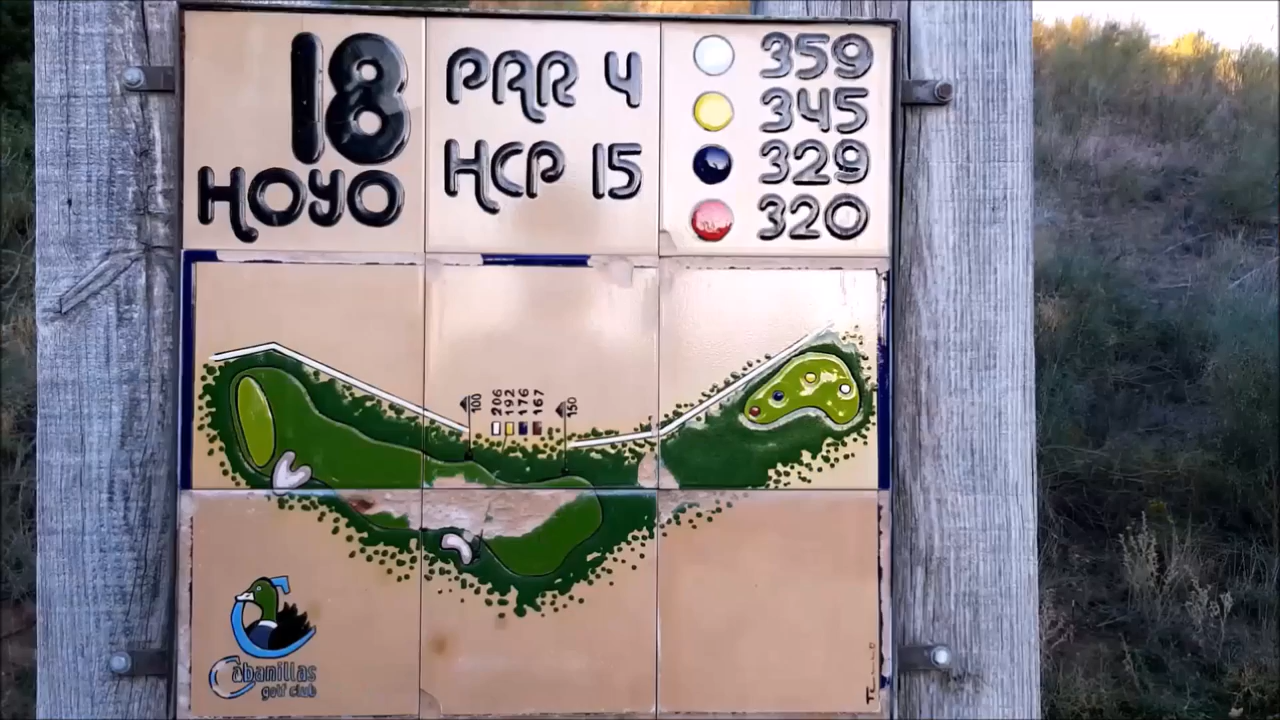 18
HOYO
PAR 4
HCP 15
359
345
329
320
100
206
192
176
167
150
Cabanillas
golf club